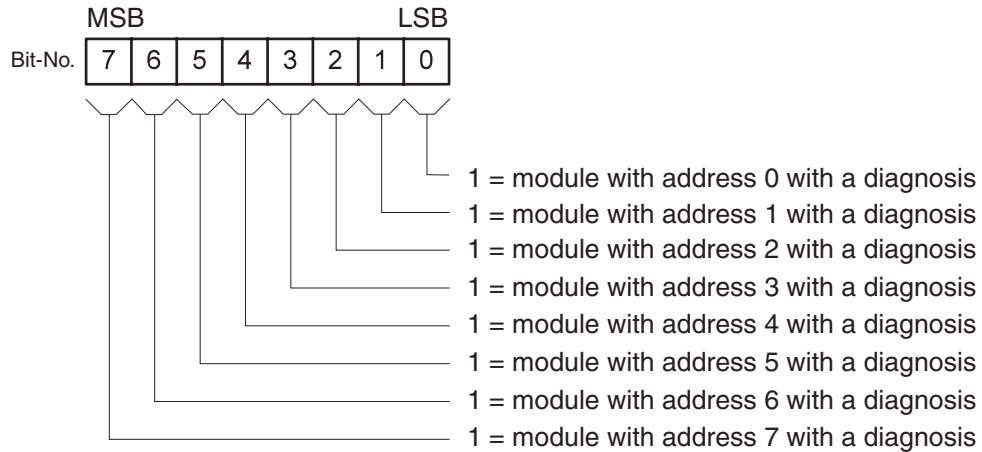 MSB LSB
Bit-No. 7 6 5 4 3 2 1 0
1 = module with address 0 with a diagnosis
1 = module with address 1 with a diagnosis
1 = module with address 2 with a diagnosis
1 = module with address 3 with a diagnosis
1 = module with address 4 with a diagnosis
1 = module with address 5 with a diagnosis
1 = module with address 6 with a diagnosis
1 = module with address 7 with a diagnosis